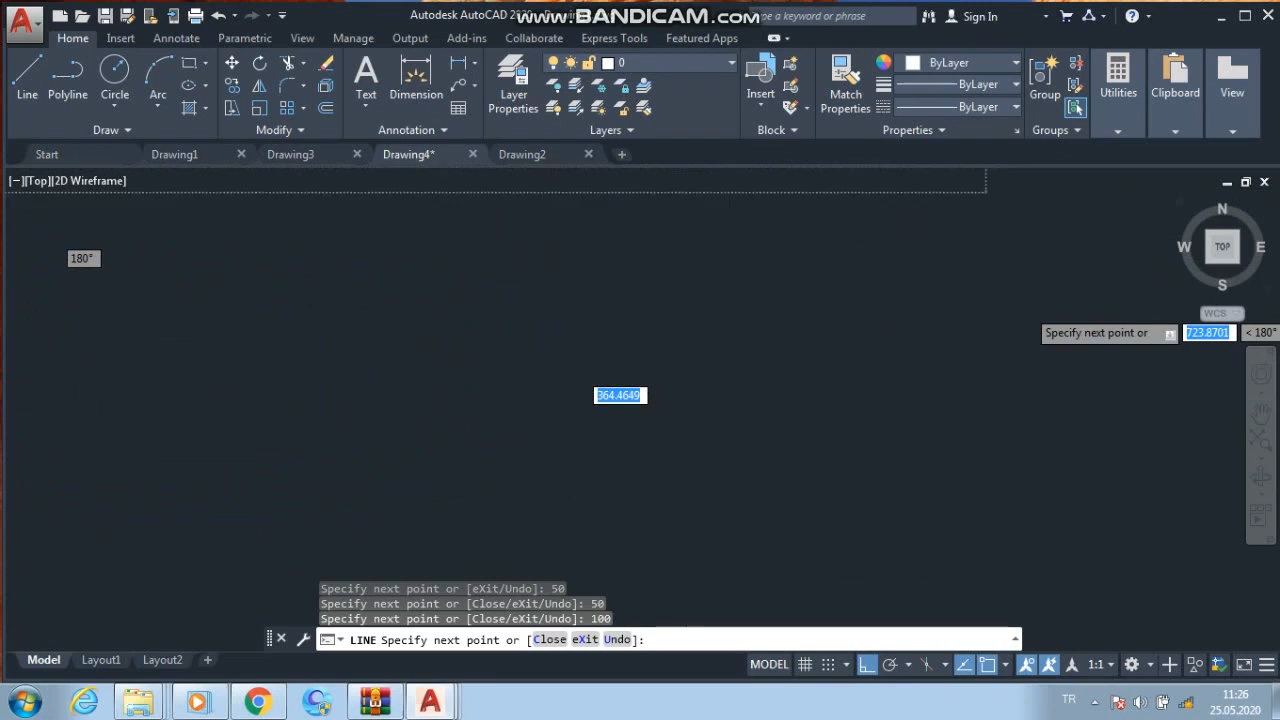 Autodesk AutoCAD 2
www.BANDICAM.com
e a keyword or phrase
Sign In
Home Insert Annotate Parametric View Manage Output Add-ins Collaborate Express Tools Featured Apps
Line Polyline Circle Arc
Text Dimension
Layer Properties
0
Insert
Match Properties
ByLayer
ByLayer
ByLayer
Group
Utilities Clipboard View
Draw Modify Annotation Layers Block Properties Groups
Start Drawing1 Drawing3 Drawing4* Drawing2
[−][Top][2D Wireframe]
N
W TOP E
S
WCS
180°
Specify next point or 723.8701 < 180°
364.4649
Specify next point or [eXit/Undo]: 50
Specify next point or [Close/eXit/Undo]: 50
Specify next point or [Close/eXit/Undo]: 100
LINE Specify next point or [Close eXit Undo]:
Model Layout1 Layout2
MODEL 1:1
TR
11:26
25.05.2020